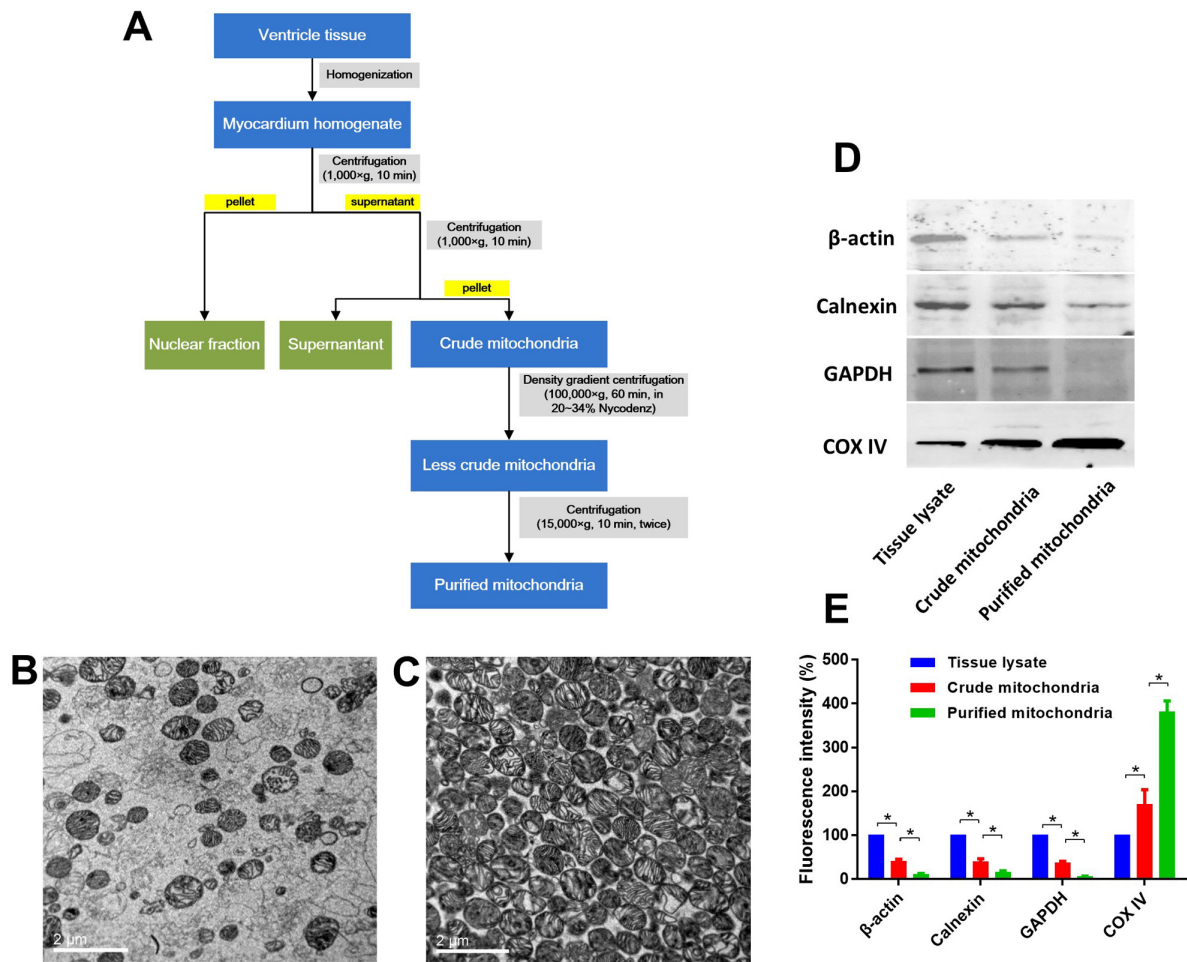 A
Ventricle tissue
Homogenization
Myocardium homogenate
Centrifugation
(1,000×g, 10 min)
pellet
supernatant
Centrifugation
(1,000×g, 10 min)
pellet
Nuclear fraction
Supernantant
Crude mitochondria
Density gradient centrifugation
(100,000×g, 60 min, in
20~34% Nycodenz)
Less crude mitochondria
Centrifugation
(15,000×g, 10 min, twice)
Purified mitochondria
B
2 μm
C
2 μm
D
β-actin
Calnexin
GAPDH
COX IV
Tissue lysate
Crude mitochondria
Purified mitochondria
E
Fluorescence intensity (%)
500
400
300
200
100
0
Tissue lysate
Crude mitochondria
Purified mitochondria
* * * * * * * *
β-actin
Calnexin
GAPDH
COX IV